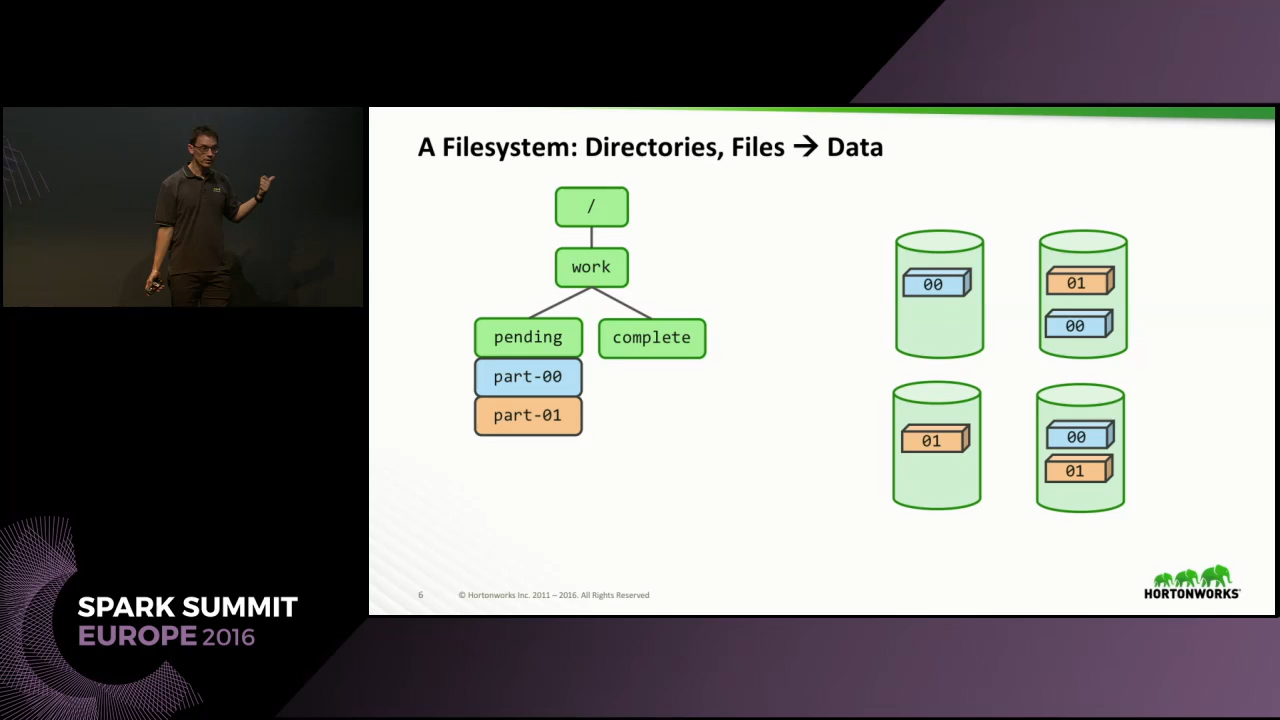 A Filesystem: Directories, Files → Data
/
work
pending
complete
part-00
part-01
00
01
00
01
00
01
6
© Hortonworks Inc. 2011 – 2016. All Rights Reserved
HORTONWORKS
SPARK SUMMIT
EUROPE 2016